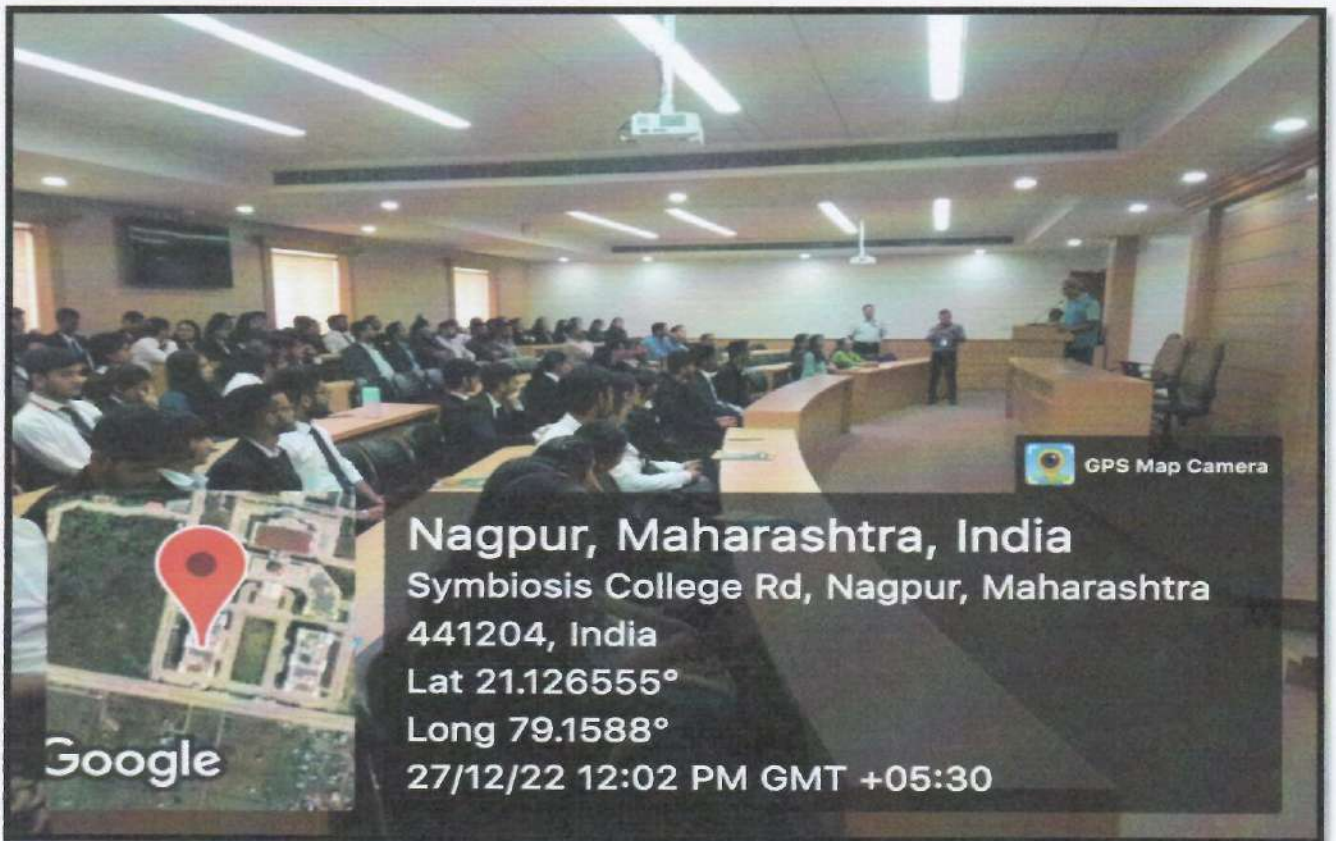 GPS Map Camera
Nagpur, Maharashtra, India
Symbiosis College Rd, Nagpur, Maharashtra
441204, India
Lat 21.126555°
Long 79.1588°
27/12/22 12:02 PM GMT +05:30
Google